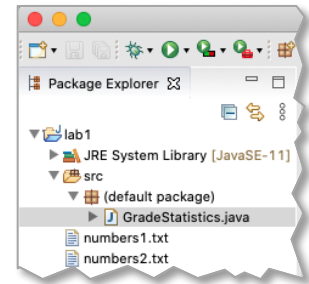 Package Explorer
lab1
JRE System Library [JavaSE-11]
src
(default package)
GradeStatistics.java
numbers1.txt
numbers2.txt